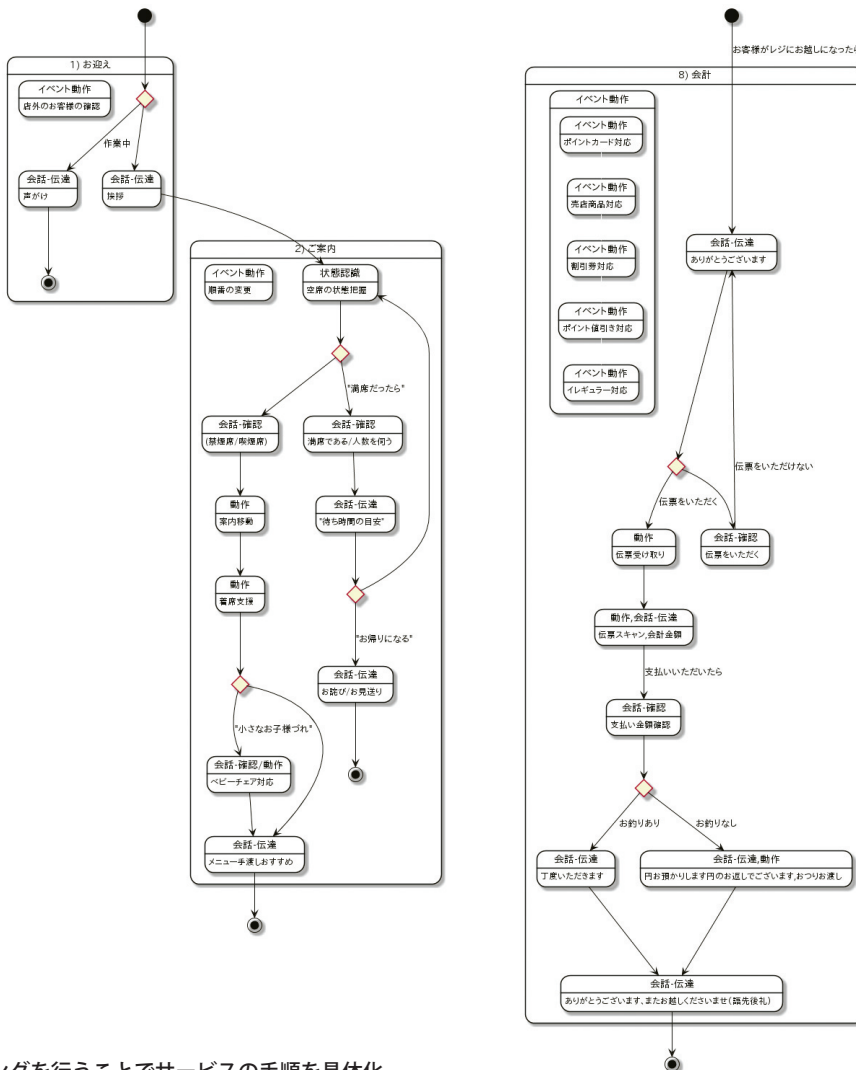 1) お迎え
イベント動作
店外のお客様の確認
作業中
会話-伝達
声がけ
会話-伝達
挨拶
2) ご案内
イベント動作
順番の変更
状態認識
空席の状態把握
"満席だったら"
会話-確認
(禁煙席/喫煙席)
会話-確認
満席である/人数を伺う
動作
案内移動
会話-伝達
"待ち時間の目安"
動作
着席支援
"お帰りになる"
会話-伝達
お詫び/お見送り
"小さなお子様づれ"
会話-確認/動作
ベビーチェア対応
会話-伝達
メニュー手渡しおすすめ
お客様がレジにお越しになったら
8) 会計
イベント動作
イベント動作
ポイントカード対応
イベント動作
売店商品対応
イベント動作
割引券対応
イベント動作
ポイント値引き対応
イベント動作
イレギュラー対応
会話-伝達
ありがとうございます
伝票をいただけない
伝票をいただく
動作
伝票受け取り
会話-確認
伝票をいただく
動作,会話-伝達
伝票スキャン,会計金額
支払いいただいたら
会話-確認
支払い金額確認
お釣りあり
お釣りなし
会話-伝達
丁度いただきます
会話-伝達,動作
円お預かりします円のお返しでございます,おつりお渡し
会話-伝達
ありがとうございます、またお越しくださいませ(語先後礼)